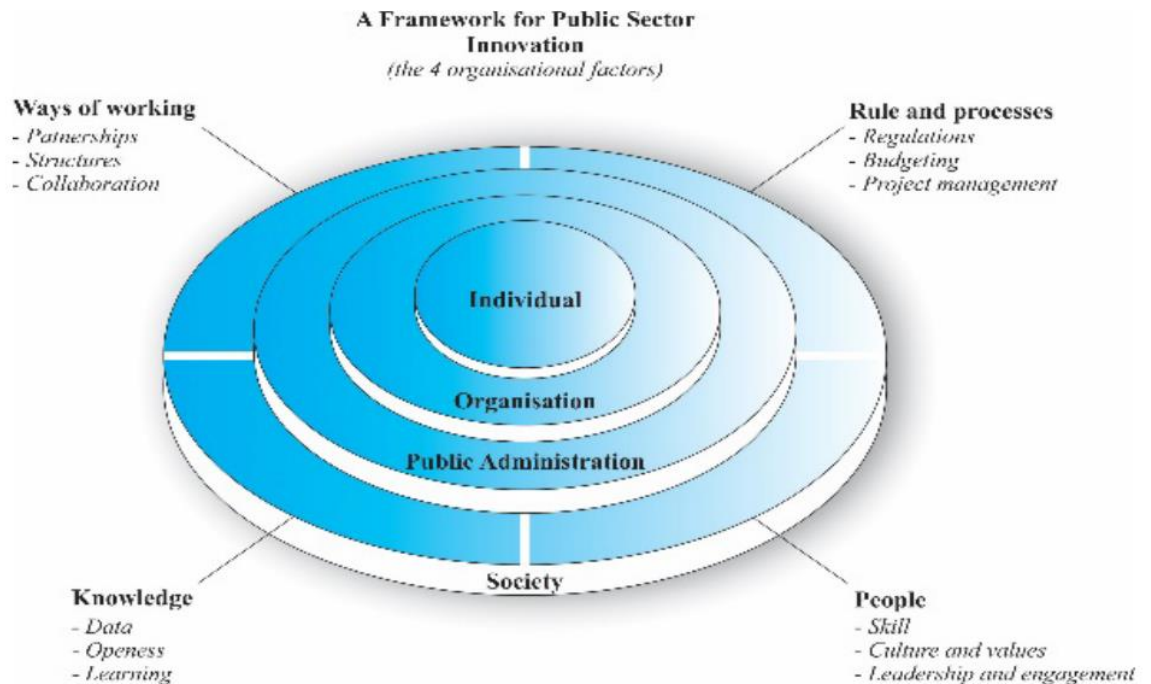 A Framework for Public Sector
Innovation
(the 4 organisational factors)
Ways of working
- Patnerships
- Structures
- Collaboration
Rule and processes
- Regulations
- Budgeting
- Project management
Individual
Organisation
Public Administration
Society
Knowledge
- Data
- Openess
- Learning
People
- Skill
- Culture and values
- Leadership and engagement